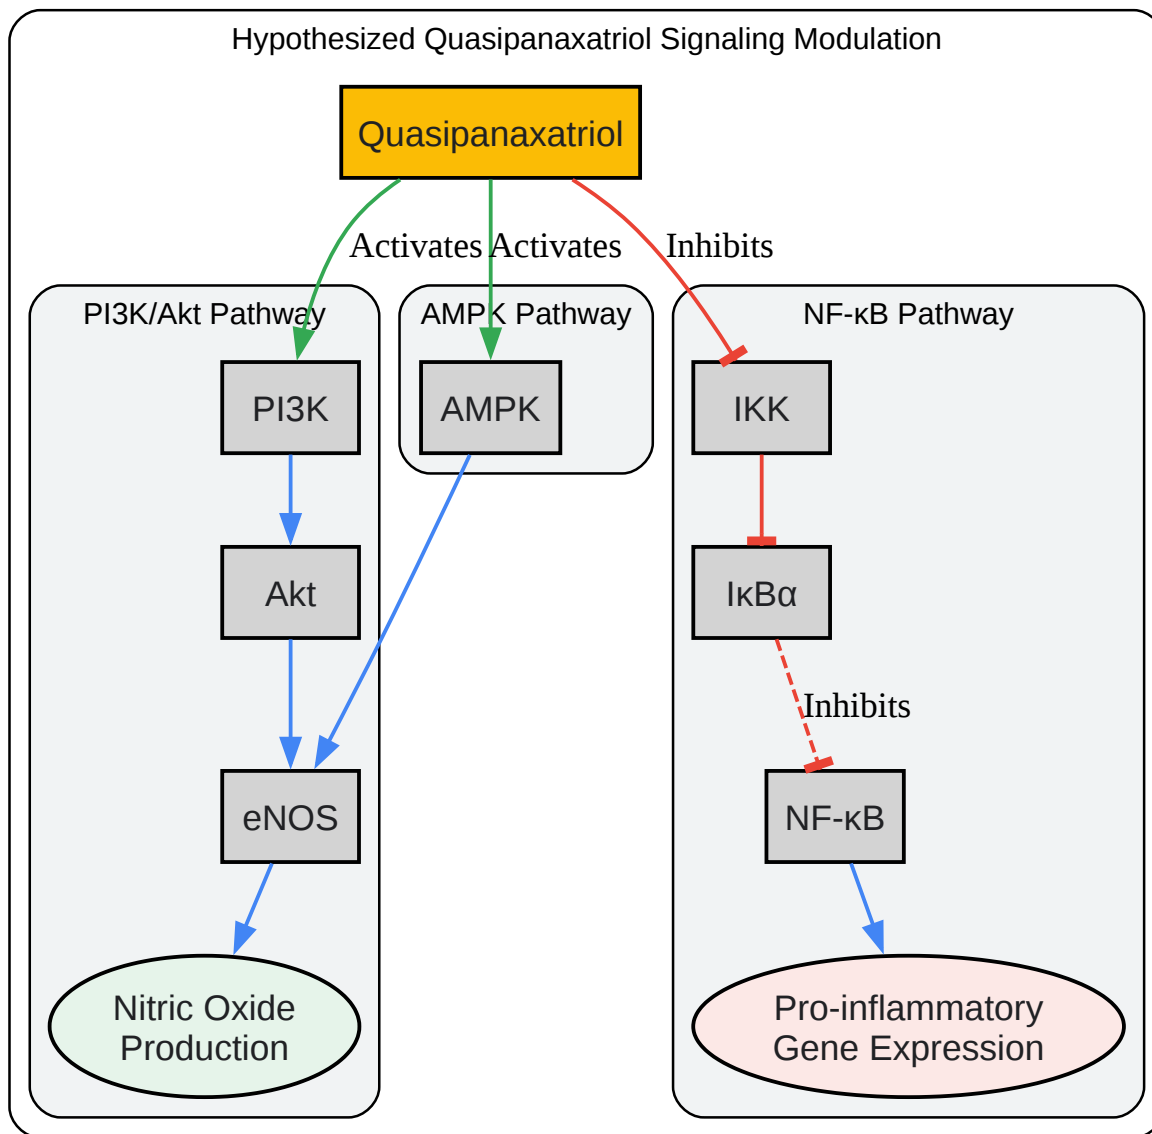 Hypothesized Quasipanaxatriol Signaling Modulation
Quasipanaxatriol
Activates
Activates
Inhibits
PI3K/Akt Pathway
AMPK Pathway
NF-κB Pathway
PI3K
AMPK
IKK
Akt
IκBα
Inhibits
eNOS
NF-κB
Nitric Oxide
Production
Pro-inflammatory
Gene Expression